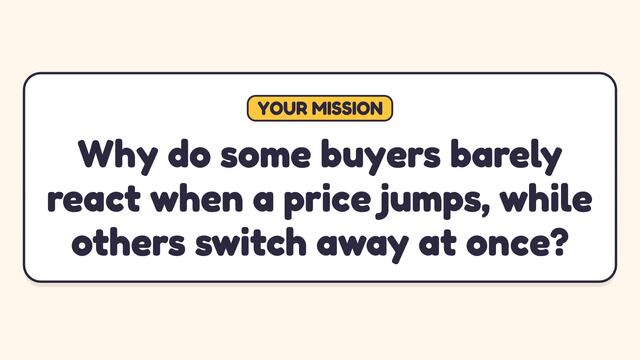 YOUR MISSION
Why do some buyers barely
react when a price jumps, while
others switch away at once?